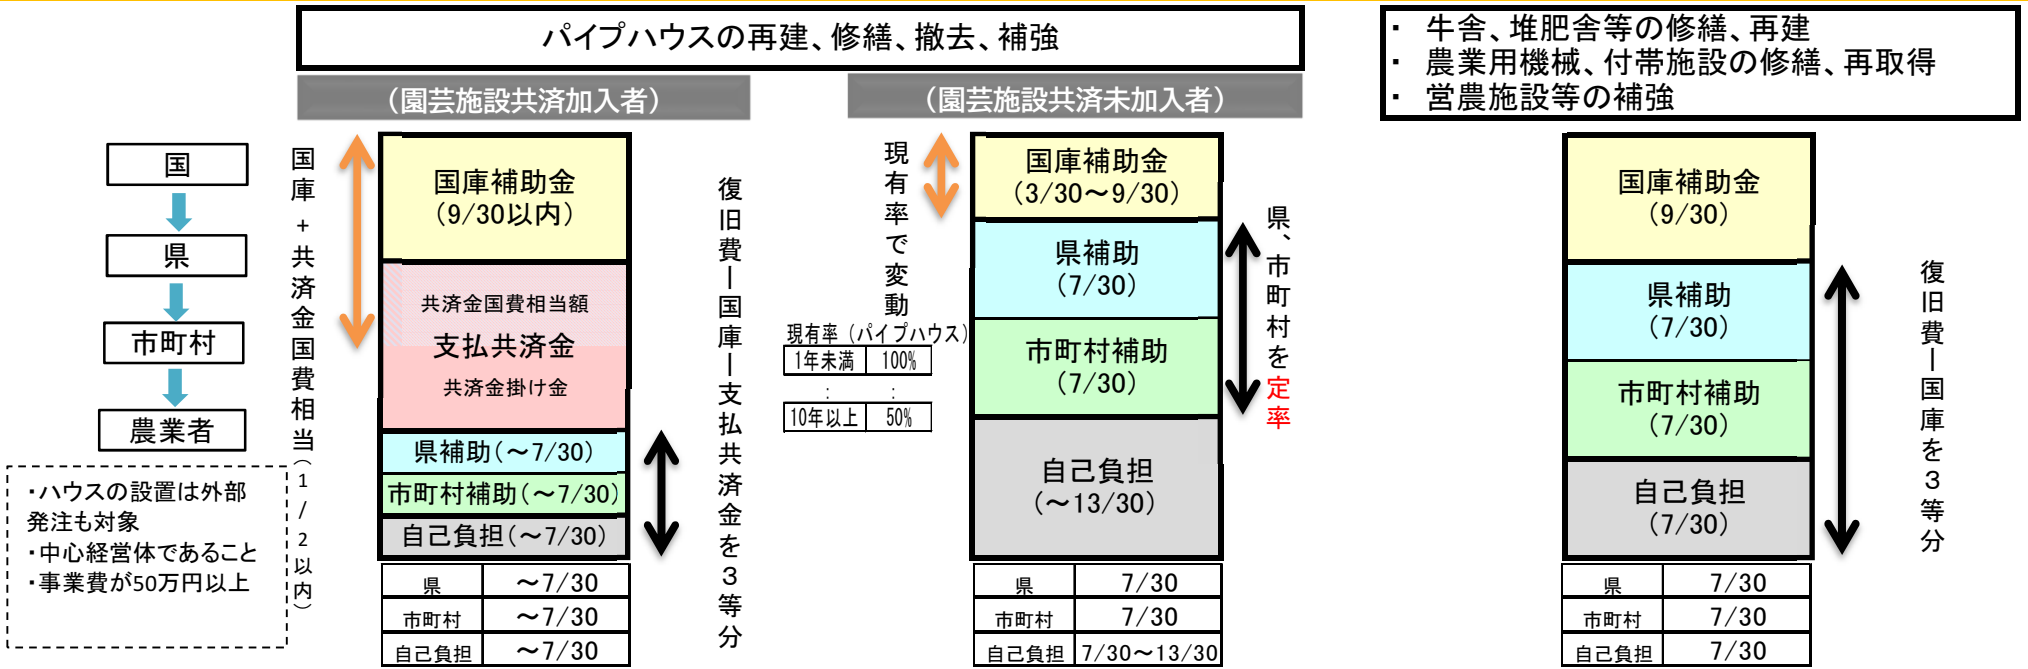 パイプハウスの再建、修繕、撤去、補強
・ 牛舎、堆肥舎等の修繕、再建
・ 農業用機械、付帯施設の修繕、再取得
・ 営農施設等の補強
（園芸施設共済加入者）
（園芸施設共済未加入者）
国
県
市町村
農業者
・ハウスの設置は外部
発注も対象
・中心経営体であること
・事業費が50万円以上
国庫＋共済金国費相当（1/2以内）
国庫補助金
（9/30以内）
共済金国費相当額
支払共済金
共済金掛け金
県補助（～7/30）
市町村補助（～7/30）
自己負担（～7/30）
復旧費ー国庫ー支払共済金を３等分
県 ～7/30
市町村 ～7/30
自己負担 ～7/30
現有率で変動
現有率（パイプハウス）
1年未満 100%
： ：
10年以上 50%
国庫補助金
（3/30～9/30）
県補助
（7/30）
市町村補助
（7/30）
自己負担
（～13/30）
県、市町村を定率
県 7/30
市町村 7/30
自己負担 7/30～13/30
国庫補助金
（9/30）
県補助
（7/30）
市町村補助
（7/30）
自己負担
（7/30）
復旧費ー国庫を３等分
県 7/30
市町村 7/30
自己負担 7/30